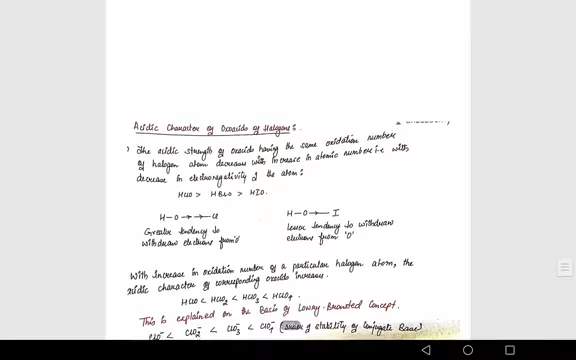 Acidic Character of Oxoacids of Halogens:
1) The acidic strength of oxoacids having the same oxidation number
of halogen atom decreases with increase in atomic number i.e with
decrease in electronegativity of the atom:
HClO > HBrO > HIO.
H-O→→Cl H-O→I
Greater tendency to Lesser tendency to withdraw
withdraw electrons from 'O' electrons from 'O'
With increase in oxidation number of a particular halogen atom, the
acidic character of corresponding oxoacids increases.
HClO < HClO₂ < HClO₃ < HClO₄.
This is explained on the Basis of Lowry-Bronsted Concept.
ClO⁻ < ClO₂⁻ < ClO₃⁻ < ClO₄⁻ ( of stability of Conjugate Base)